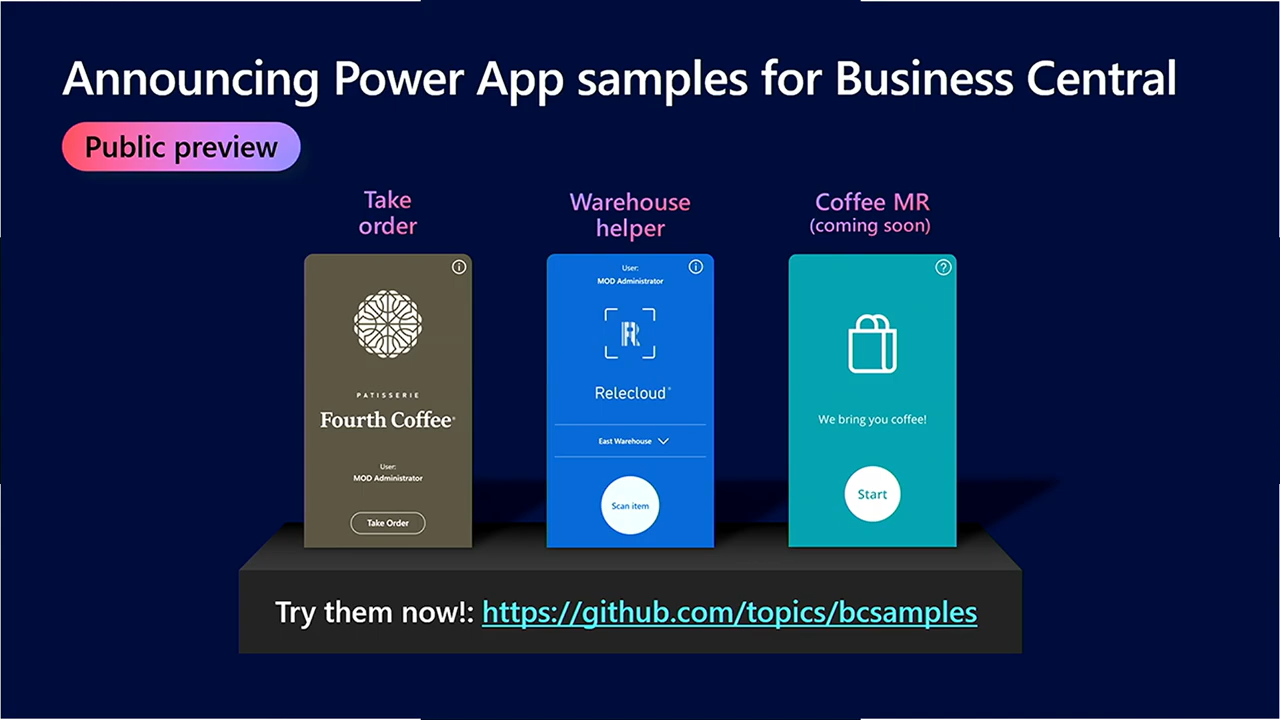 Announcing Power App samples for Business Central
Public preview
Take
order
Warehouse
helper
Coffee MR
(coming soon)
PATISSERIE
Fourth Coffee®
User:
MOD Administrator
Take Order
User:
MOD Administrator
R
Relecloud®
East Warehouse
Scan item
?
We bring you coffee!
Start
Try them now!: https://github.com/topics/bcsamples